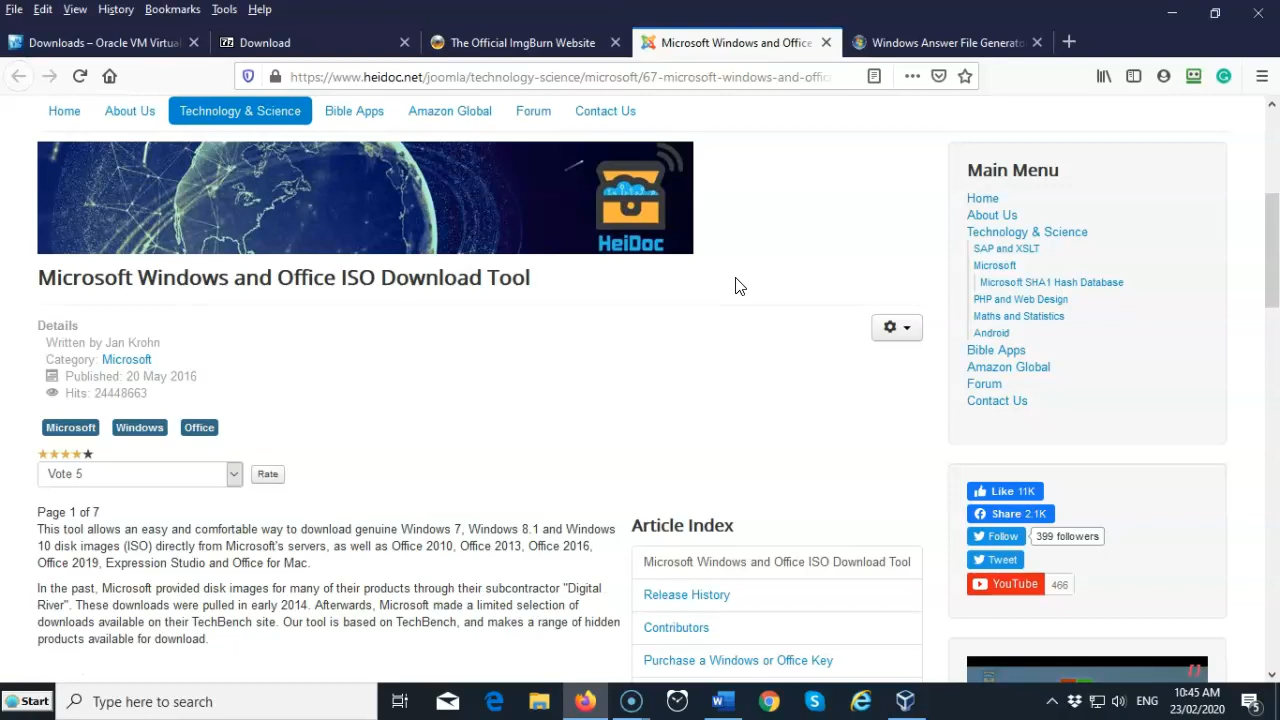 File Edit View History Bookmarks Tools Help
Downloads – Oracle VM Virtual
7z Download
The Official ImgBurn Website
Microsoft Windows and Office
Windows Answer File Generato
https://www.heidoc.net/joomla/technology-science/microsoft/67-microsoft-windows-and-offic
Home About Us Technology & Science Bible Apps Amazon Global Forum Contact Us
HeiDoc
Microsoft Windows and Office ISO Download Tool
Details
Written by Jan Krohn
Category: Microsoft
Published: 20 May 2016
Hits: 24448663
Microsoft Windows Office
Vote 5 Rate
Page 1 of 7
This tool allows an easy and comfortable way to download genuine Windows 7, Windows 8.1 and Windows
10 disk images (ISO) directly from Microsoft's servers, as well as Office 2010, Office 2013, Office 2016,
Office 2019, Expression Studio and Office for Mac.
In the past, Microsoft provided disk images for many of their products through their subcontractor "Digital
River". These downloads were pulled in early 2014. Afterwards, Microsoft made a limited selection of
downloads available on their TechBench site. Our tool is based on TechBench, and makes a range of hidden
products available for download.
Article Index
Microsoft Windows and Office ISO Download Tool
Release History
Contributors
Purchase a Windows or Office Key
Main Menu
Home
About Us
Technology & Science
SAP and XSLT
Microsoft
Microsoft SHA1 Hash Database
PHP and Web Design
Maths and Statistics
Android
Bible Apps
Amazon Global
Forum
Contact Us
Like 11K
Share 2.1K
Follow 399 followers
Tweet
YouTube 466
Start
Type here to search
ENG
10:45 AM
23/02/2020
5